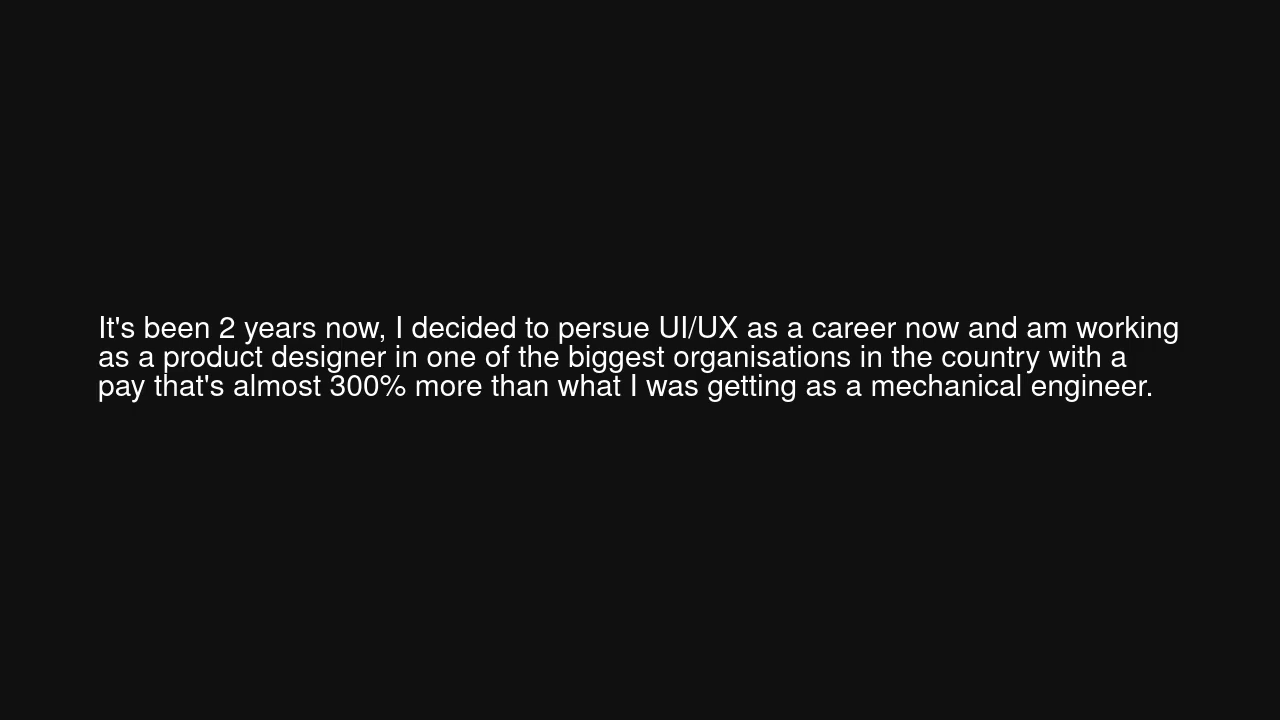 It's been 2 years now, I decided to persue UI/UX as a career now and am working
as a product designer in one of the biggest organisations in the country with a
pay that's almost 300% more than what I was getting as a mechanical engineer.